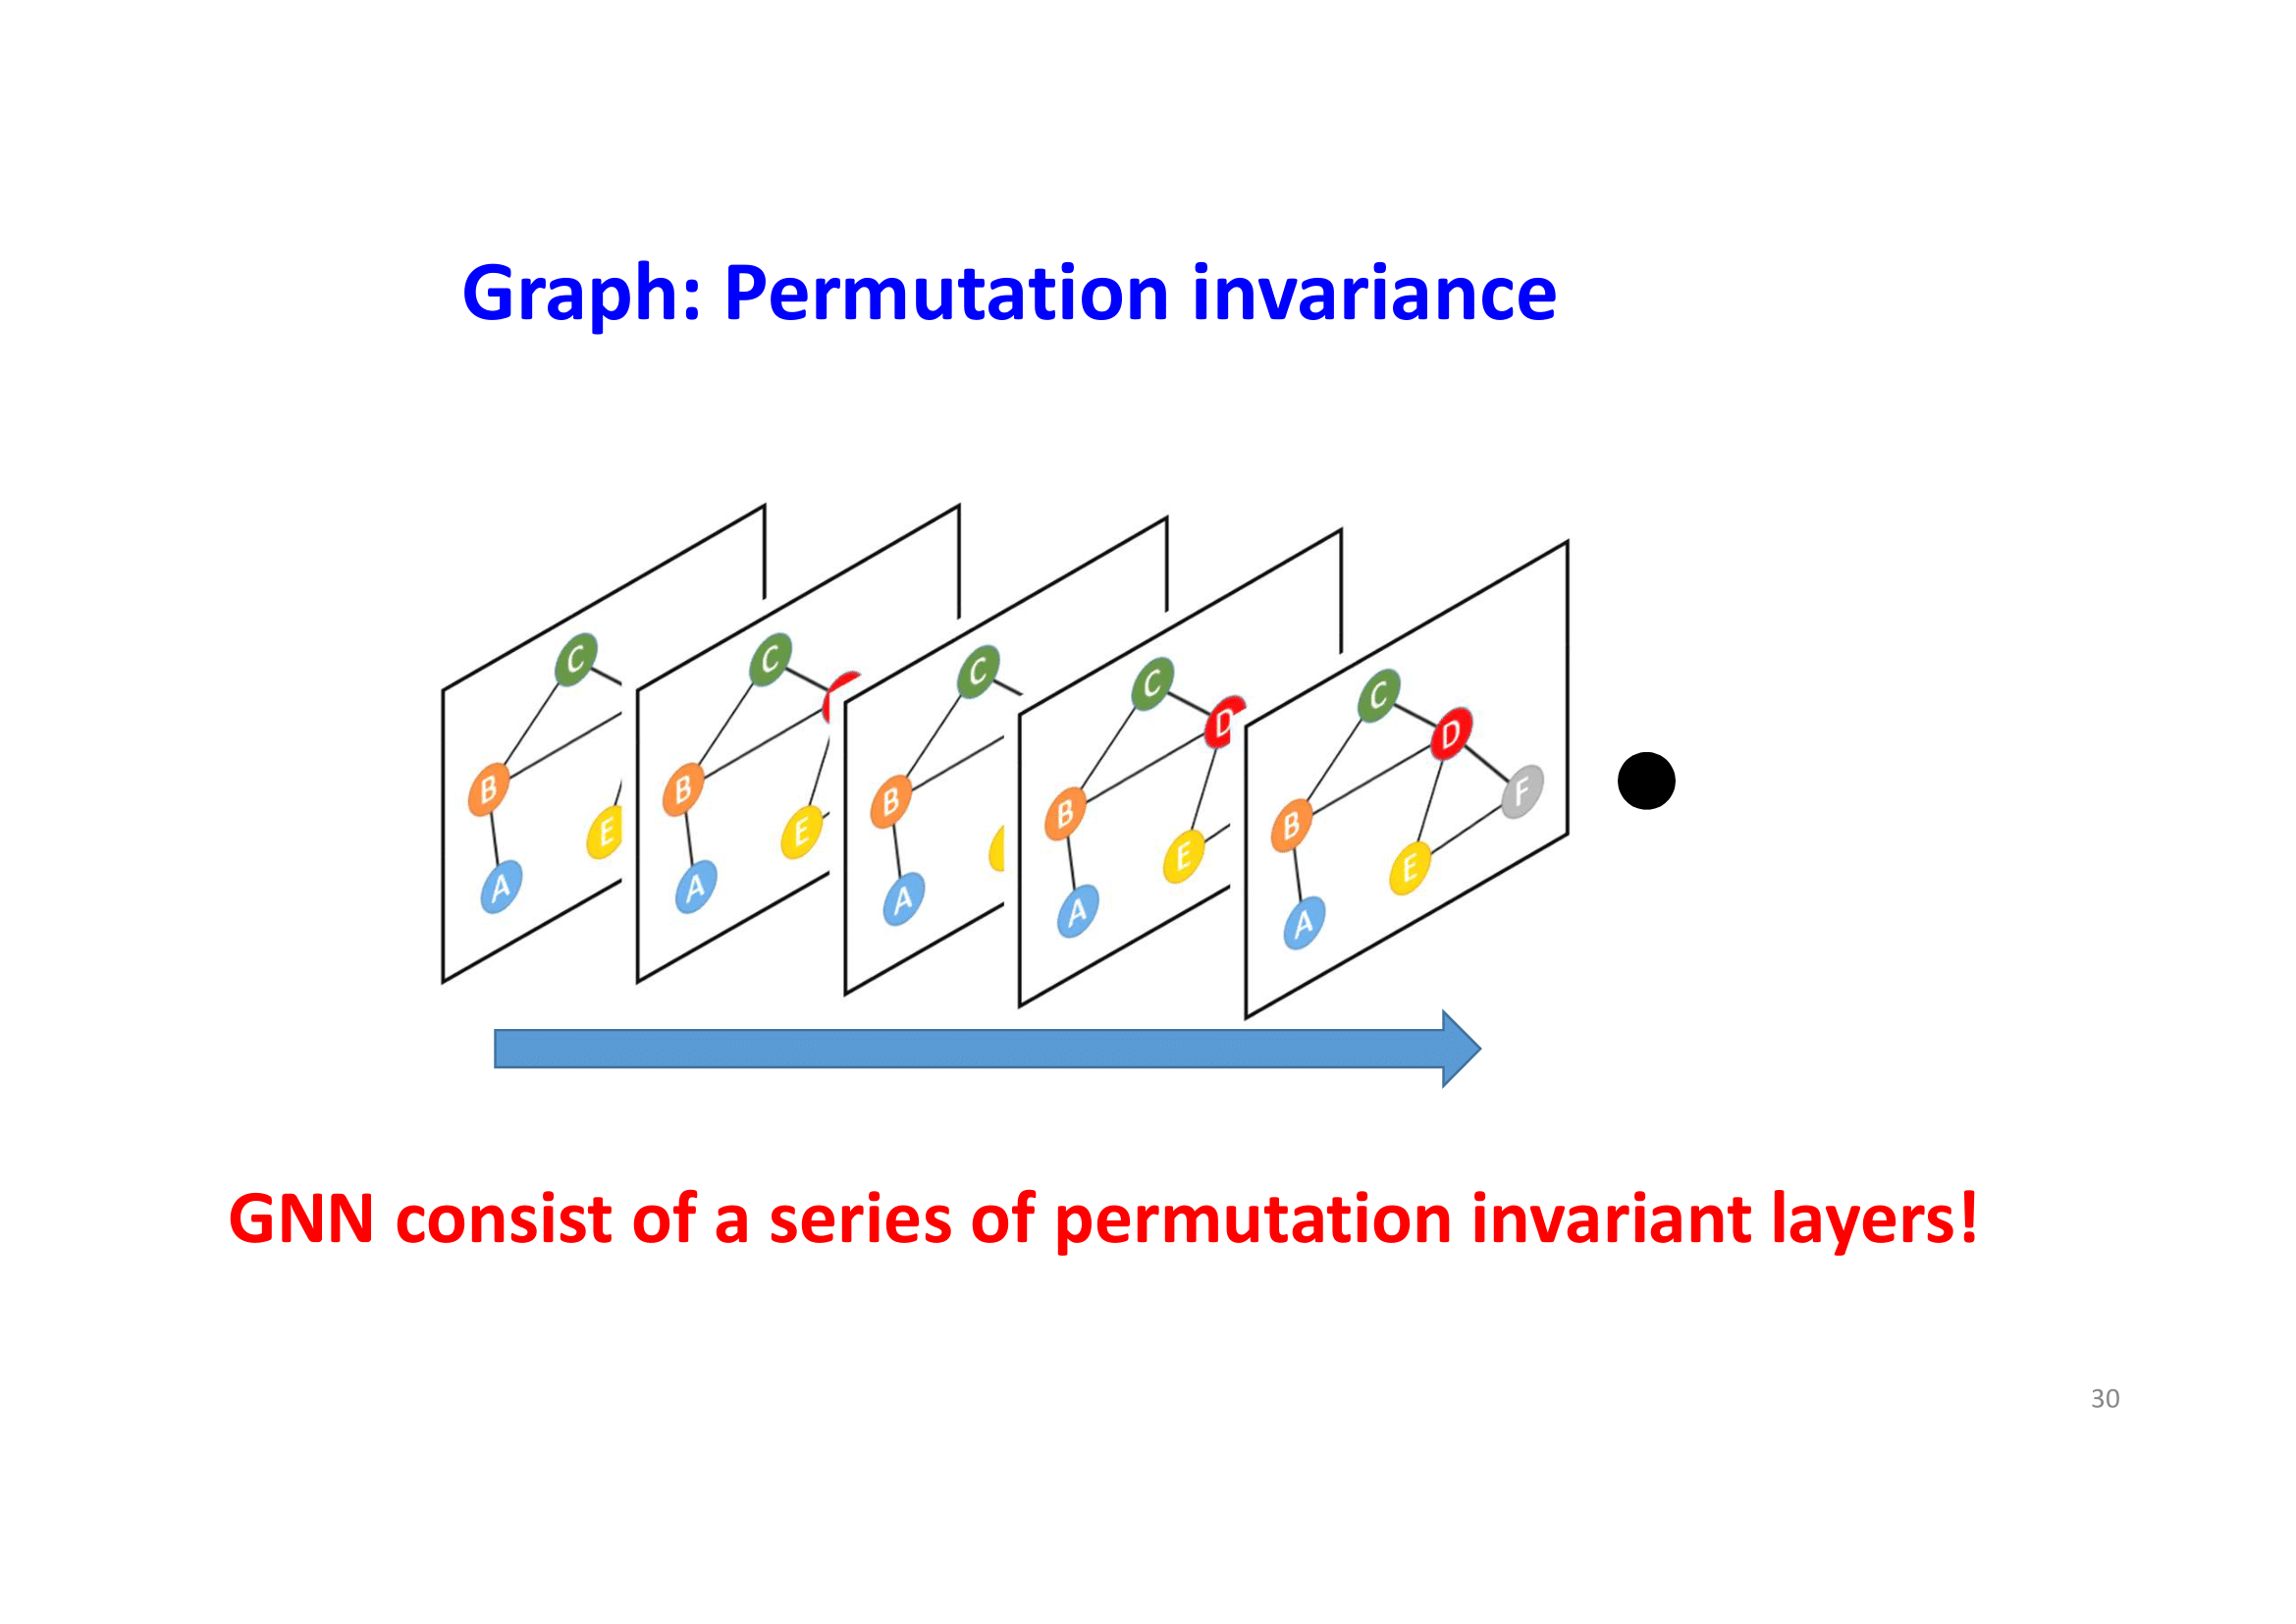 Graph: Permutation invariance
C
B
E
A
C
B
E
A
C
B
A
C
D
B
E
A
C
D
F
B
E
A
GNN consist of a series of permutation invariant layers!
30